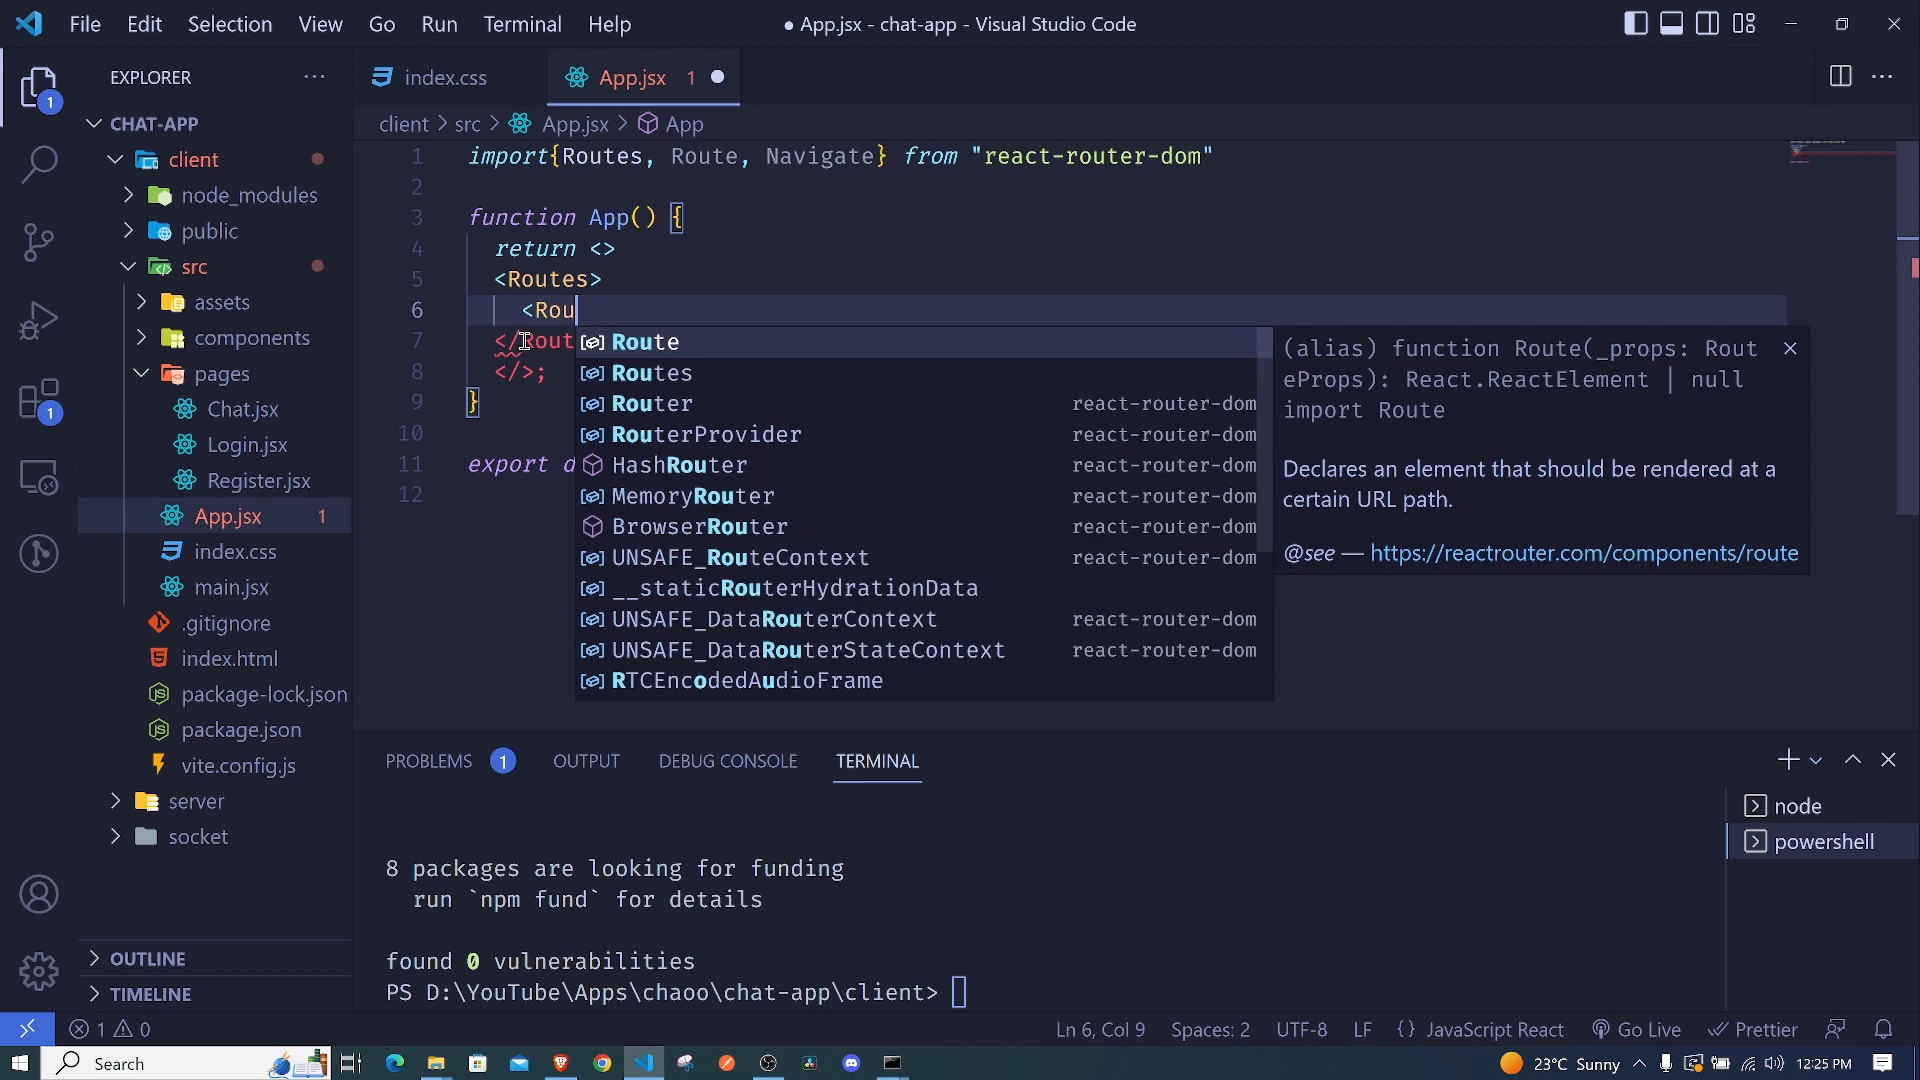 File Edit Selection View Go Run Terminal Help
● App.jsx - chat-app - Visual Studio Code
EXPLORER ...
CHAT-APP
client
node_modules
public
src
assets
components
pages
Chat.jsx
Login.jsx
Register.jsx
App.jsx 1
index.css
main.jsx
.gitignore
index.html
package-lock.json
package.json
vite.config.js
server
socket
OUTLINE
TIMELINE
1
1
index.css
App.jsx 1
client > src > App.jsx > App
1 import{Routes, Route, Navigate} from "react-router-dom"
2
3 function App() {
4 return <>
5 <Routes>
6 <Rou
7 </Rout
8 </>;
9 }
10
11 export d
12
Route
Routes
Router react-router-dom
RouterProvider react-router-dom
HashRouter react-router-dom
MemoryRouter react-router-dom
BrowserRouter react-router-dom
UNSAFE_RouteContext react-router-dom
__staticRouterHydrationData
UNSAFE_DataRouterContext react-router-dom
UNSAFE_DataRouterStateContext react-router-dom
RTCEncodedAudioFrame
(alias) function Route(_props: Rout
eProps): React.ReactElement | null
import Route
Declares an element that should be rendered at a
certain URL path.
@see — https://reactrouter.com/components/route
PROBLEMS 1 OUTPUT DEBUG CONSOLE TERMINAL
8 packages are looking for funding
run `npm fund` for details
found 0 vulnerabilities
PS D:\YouTube\Apps\chaoo\chat-app\client>
node
powershell
1 0
Ln 6, Col 9 Spaces: 2 UTF-8 LF {} JavaScript React Go Live Prettier
Search
23°C Sunny
12:25 PM